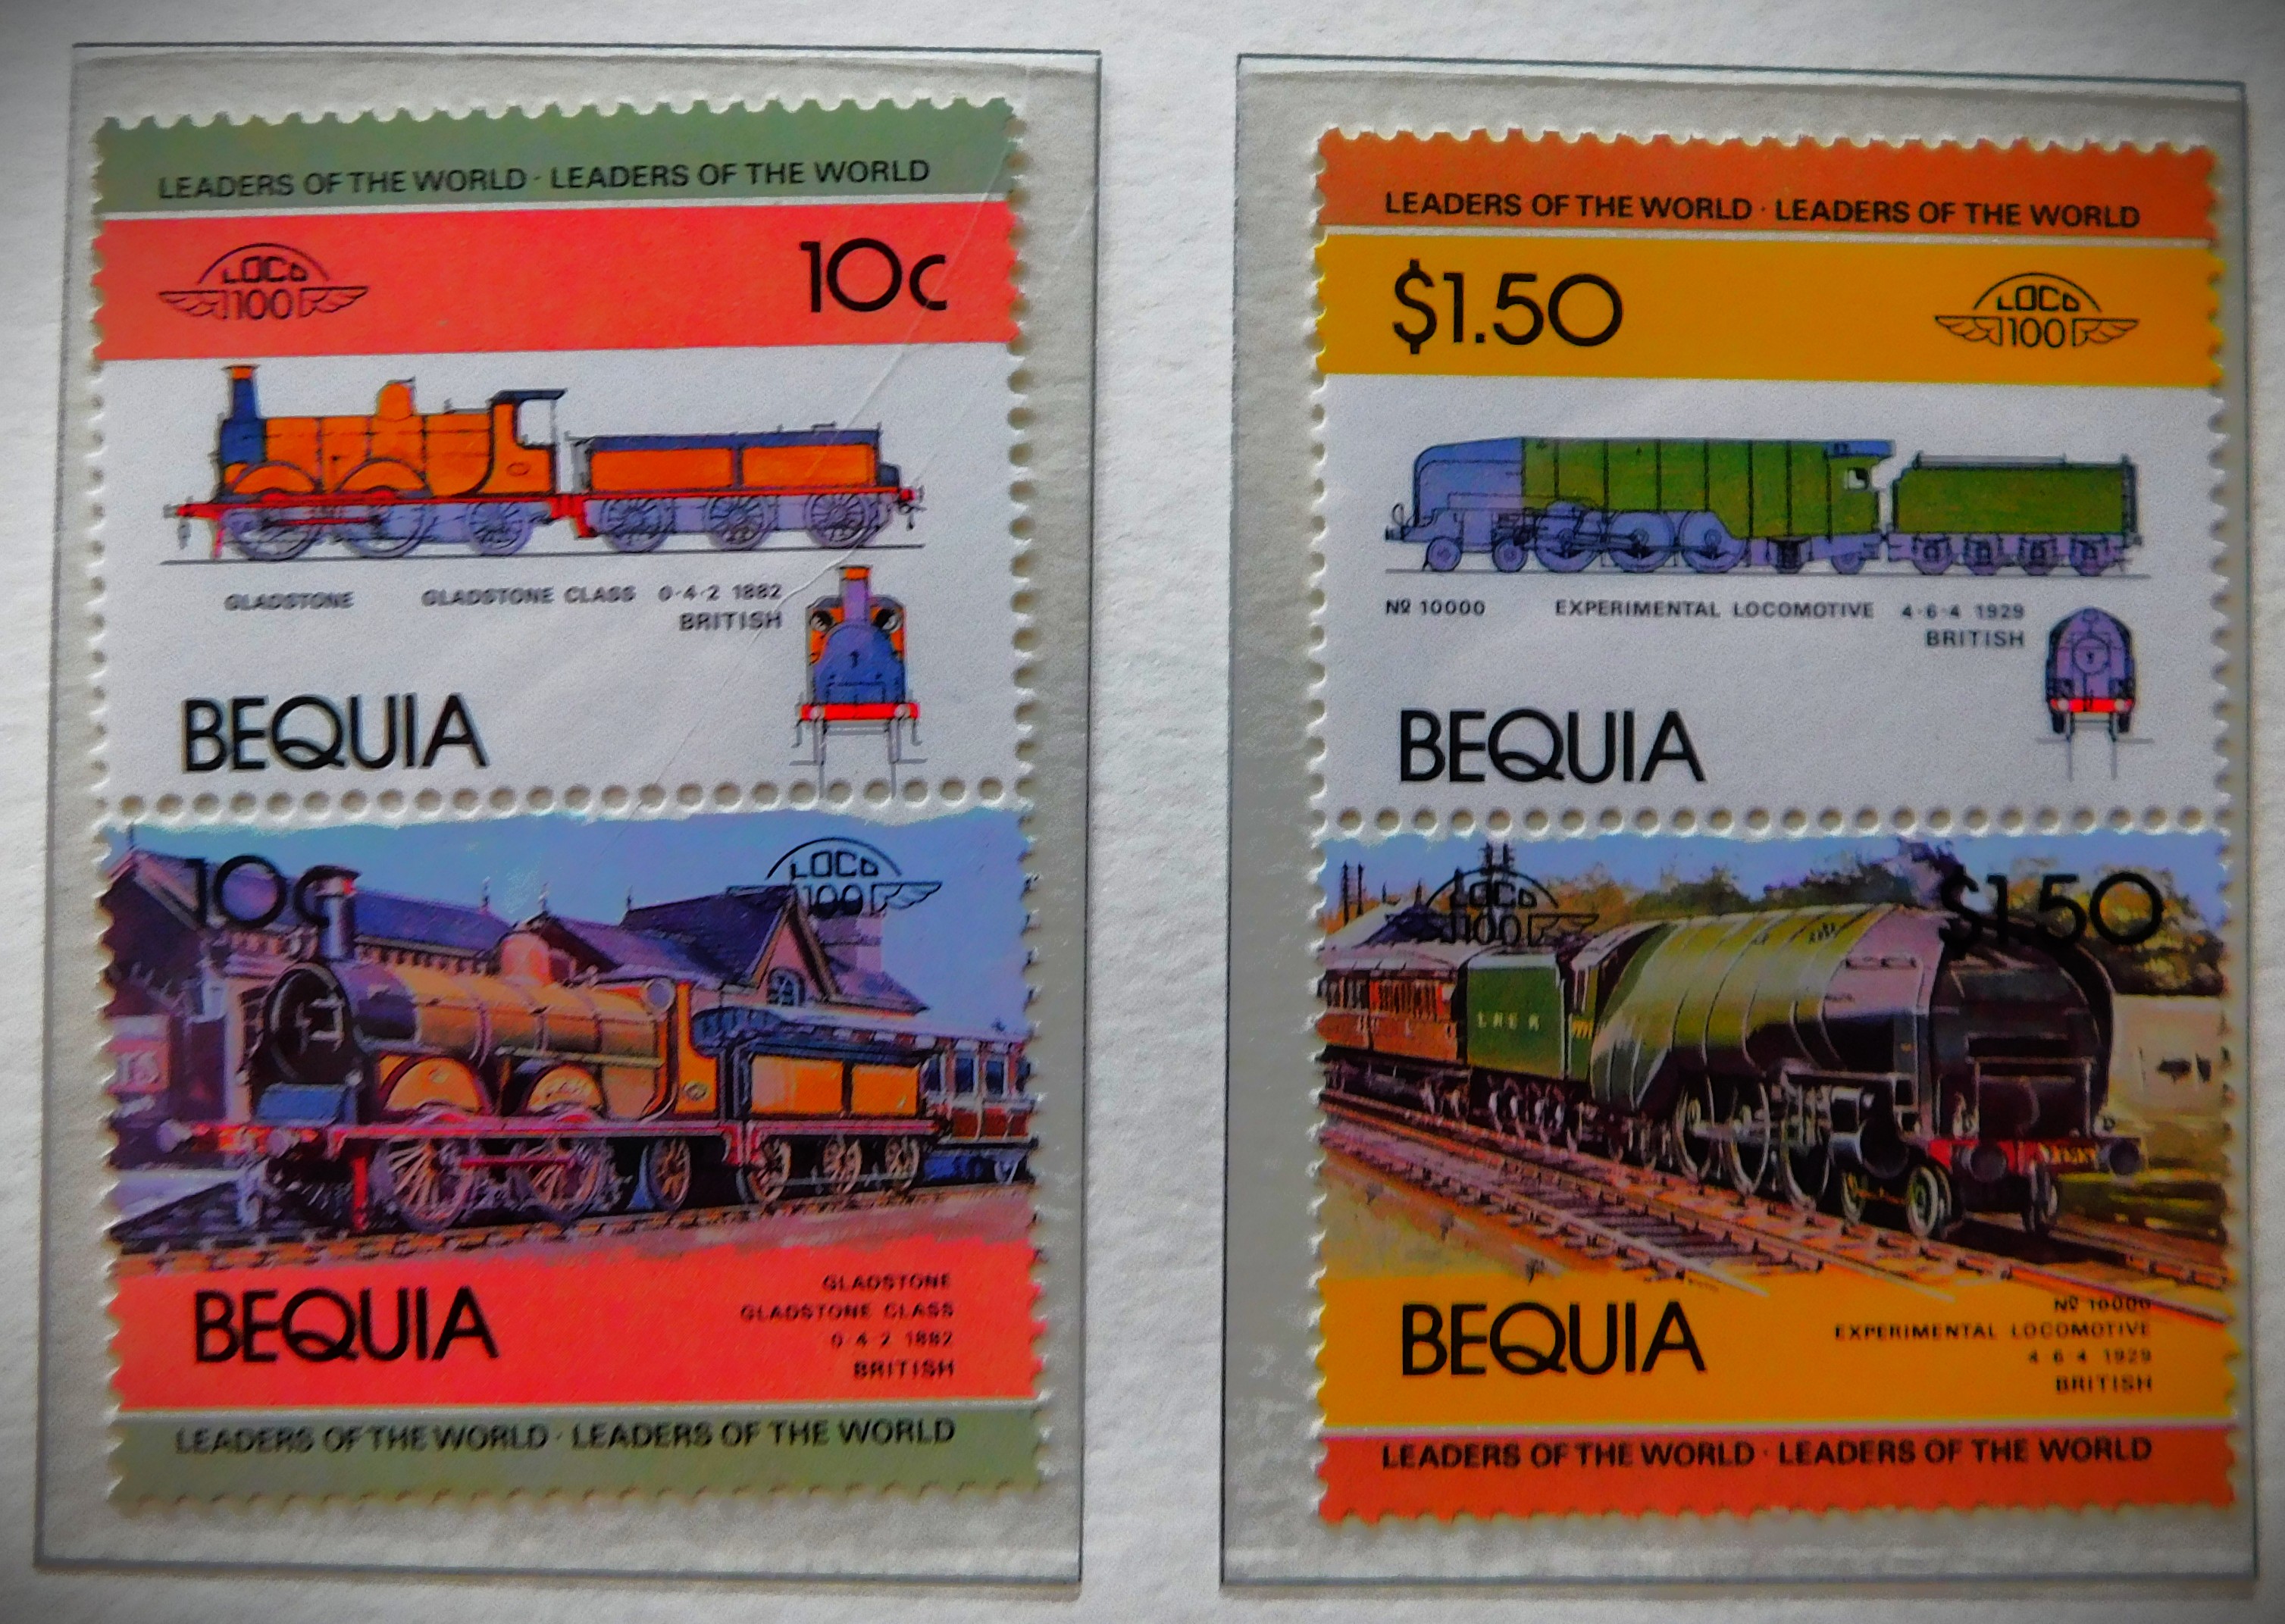 LEADERS OF THE WORLD · LEADERS OF THE WORLD
LOCO
100
10c
GLADSTONE GLADSTONE CLASS 0-4-2 1882
BRITISH
BEQUIA
10c
LOCO
100
BEQUIA
GLADSTONE
GLADSTONE CLASS
0-4-2 1882
BRITISH
LEADERS OF THE WORLD · LEADERS OF THE WORLD
LEADERS OF THE WORLD · LEADERS OF THE WORLD
$1.50
LOCO
100
Nº 10000 EXPERIMENTAL LOCOMOTIVE 4-6-4 1929
BRITISH
BEQUIA
LOCO
100
$1.50
L N E R
BEQUIA
Nº 10000
EXPERIMENTAL LOCOMOTIVE
4 6 4 1929
BRITISH
LEADERS OF THE WORLD · LEADERS OF THE WORLD